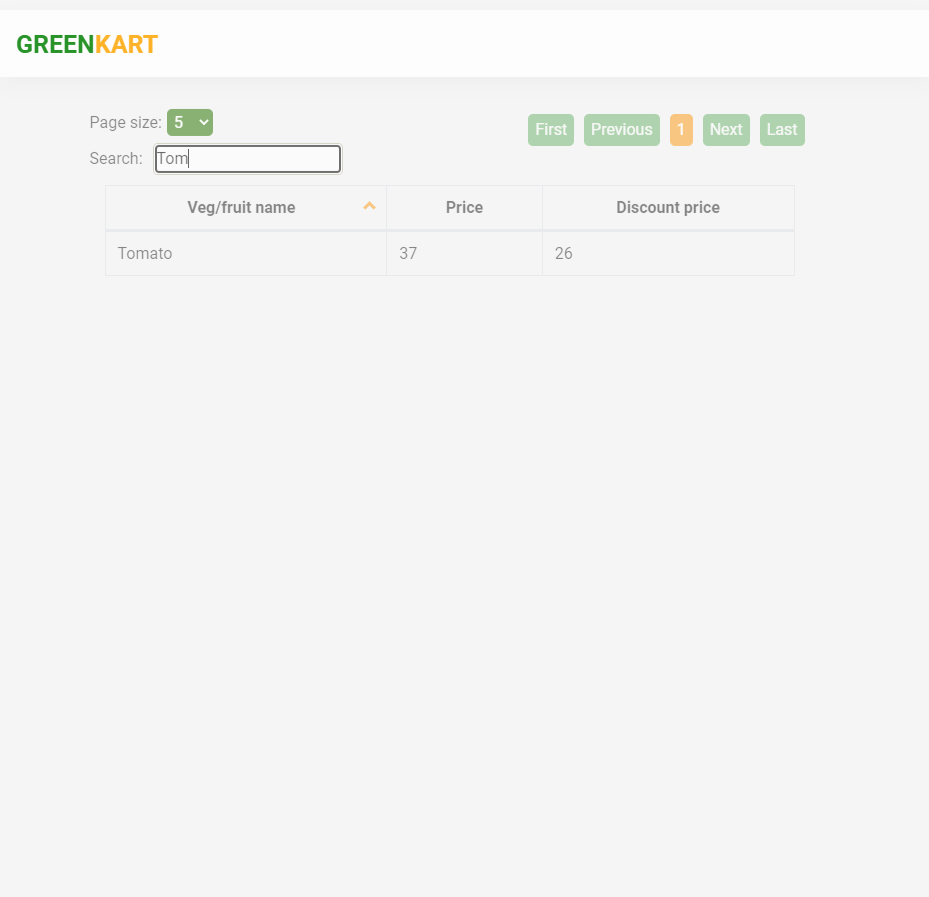 GREENKART
Page size: 5
First Previous 1 Next Last
Search: Tom
Veg/fruit name Price Discount price
Tomato 37 26